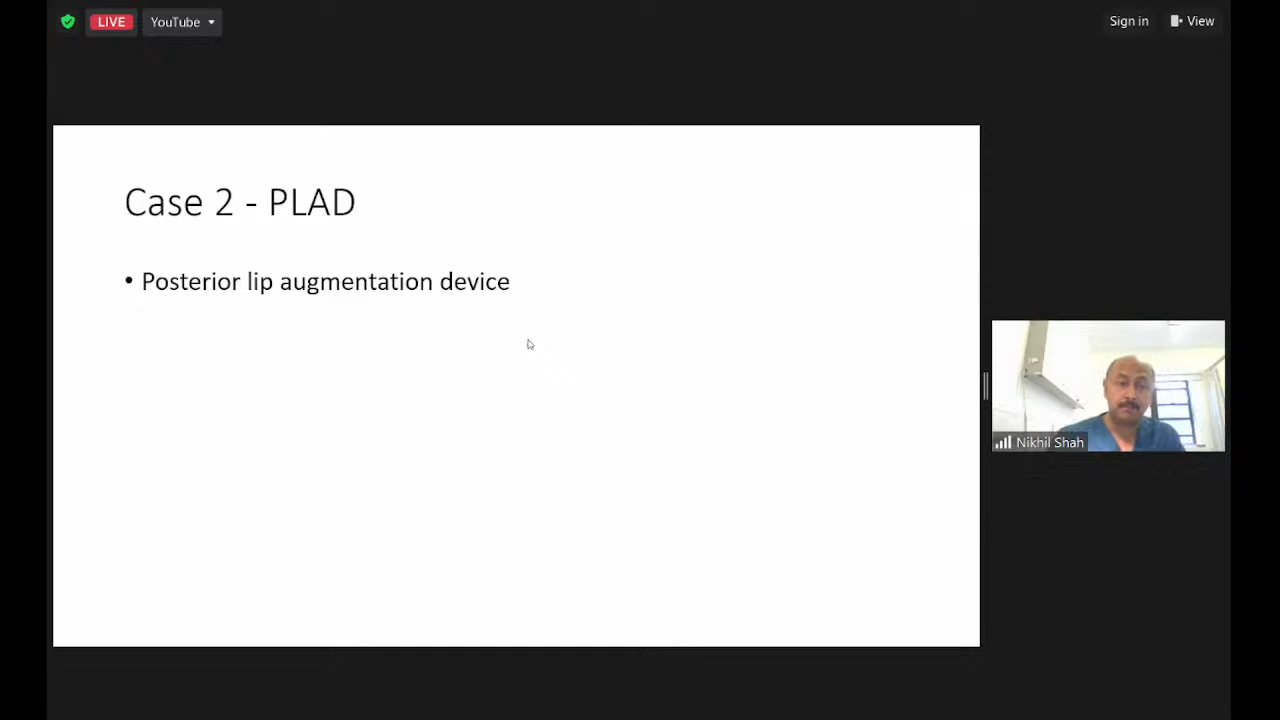 LIVE
YouTube
Sign in
View
Case 2 - PLAD
• Posterior lip augmentation device
Nikhil Shah